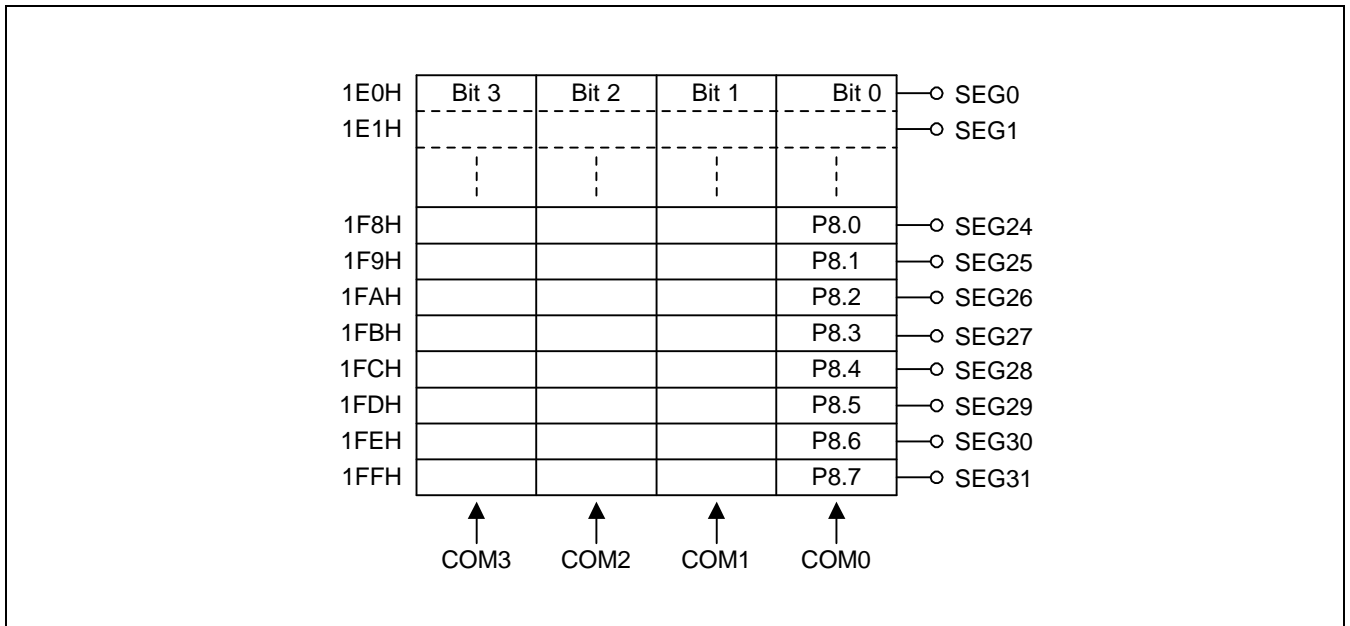 1E0H Bit 3 Bit 2 Bit 1 Bit 0 SEG0
1E1H SEG1
1F8H P8.0 SEG24
1F9H P8.1 SEG25
1FAH P8.2 SEG26
1FBH P8.3 SEG27
1FCH P8.4 SEG28
1FDH P8.5 SEG29
1FEH P8.6 SEG30
1FFH P8.7 SEG31
COM3 COM2 COM1 COM0